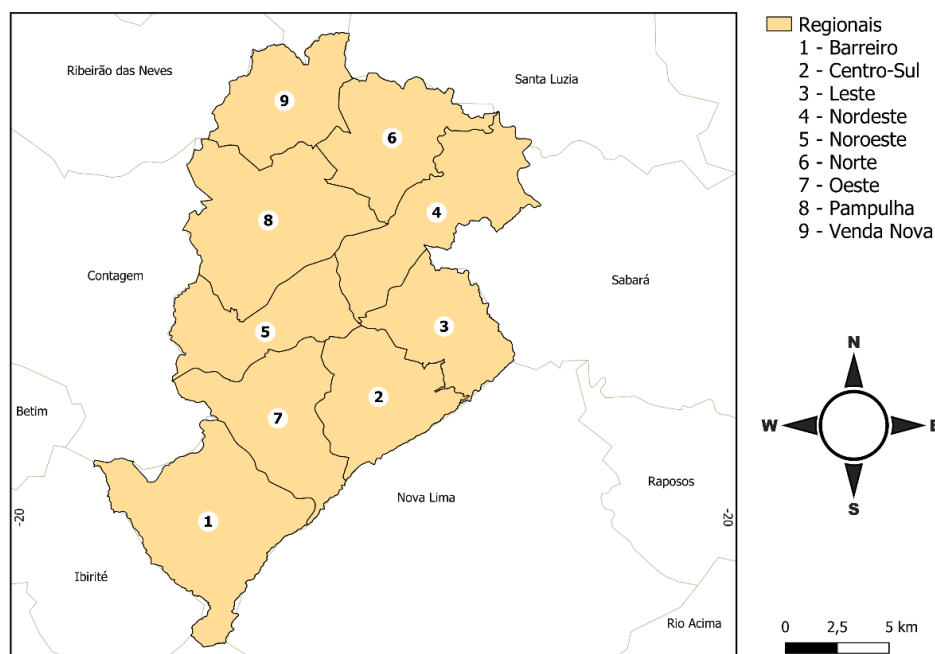 Regionais
1 - Barreiro
2 - Centro-Sul
3 - Leste
4 - Nordeste
5 - Noroeste
6 - Norte
7 - Oeste
8 - Pampulha
9 - Venda Nova
Ribeirão das Neves
Santa Luzia
9
6
8
4
Contagem
Sabará
5
3
Betim
2
7
Raposos
Nova Lima
-20
-20
1
Ibirité
Rio Acima
N
W
E
S
0 2,5 5 km